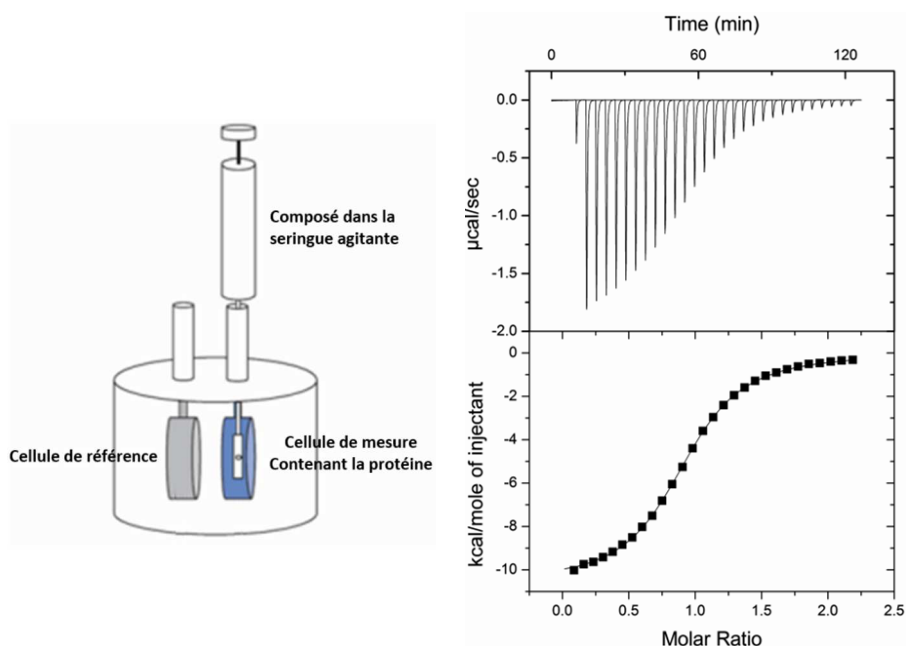 Composé dans la
seringue agitante
Cellule de référence
Cellule de mesure
Contenant la protéine
Time (min)
0 60 120
0.0
-0.5
-1.0
-1.5
-2.0
µcal/sec
0
-2
-4
-6
-8
-10
kcal/mole of injectant
0.0 0.5 1.0 1.5 2.0 2.5
Molar Ratio